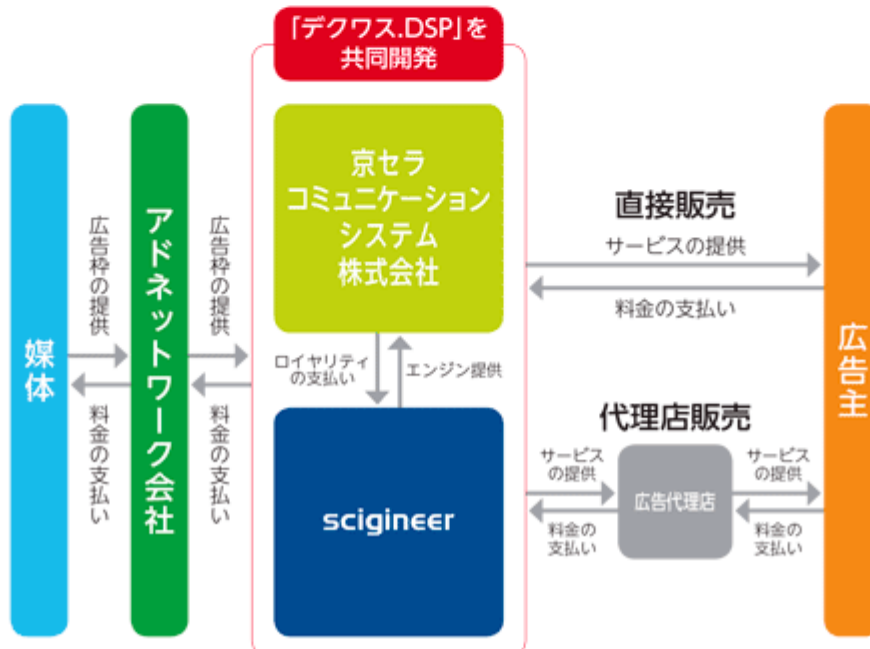 「デクワス.DSP」を
共同開発
媒体
広告枠の提供
料金の支払い
アドネットワーク会社
広告枠の提供
料金の支払い
京セラ
コミュニケーション
システム
株式会社
ロイヤリティ
の支払い
エンジン提供
scigineer
直接販売
サービスの提供
料金の支払い
代理店販売
サービス
の提供
料金の
支払い
広告代理店
サービス
の提供
料金の
支払い
広告主